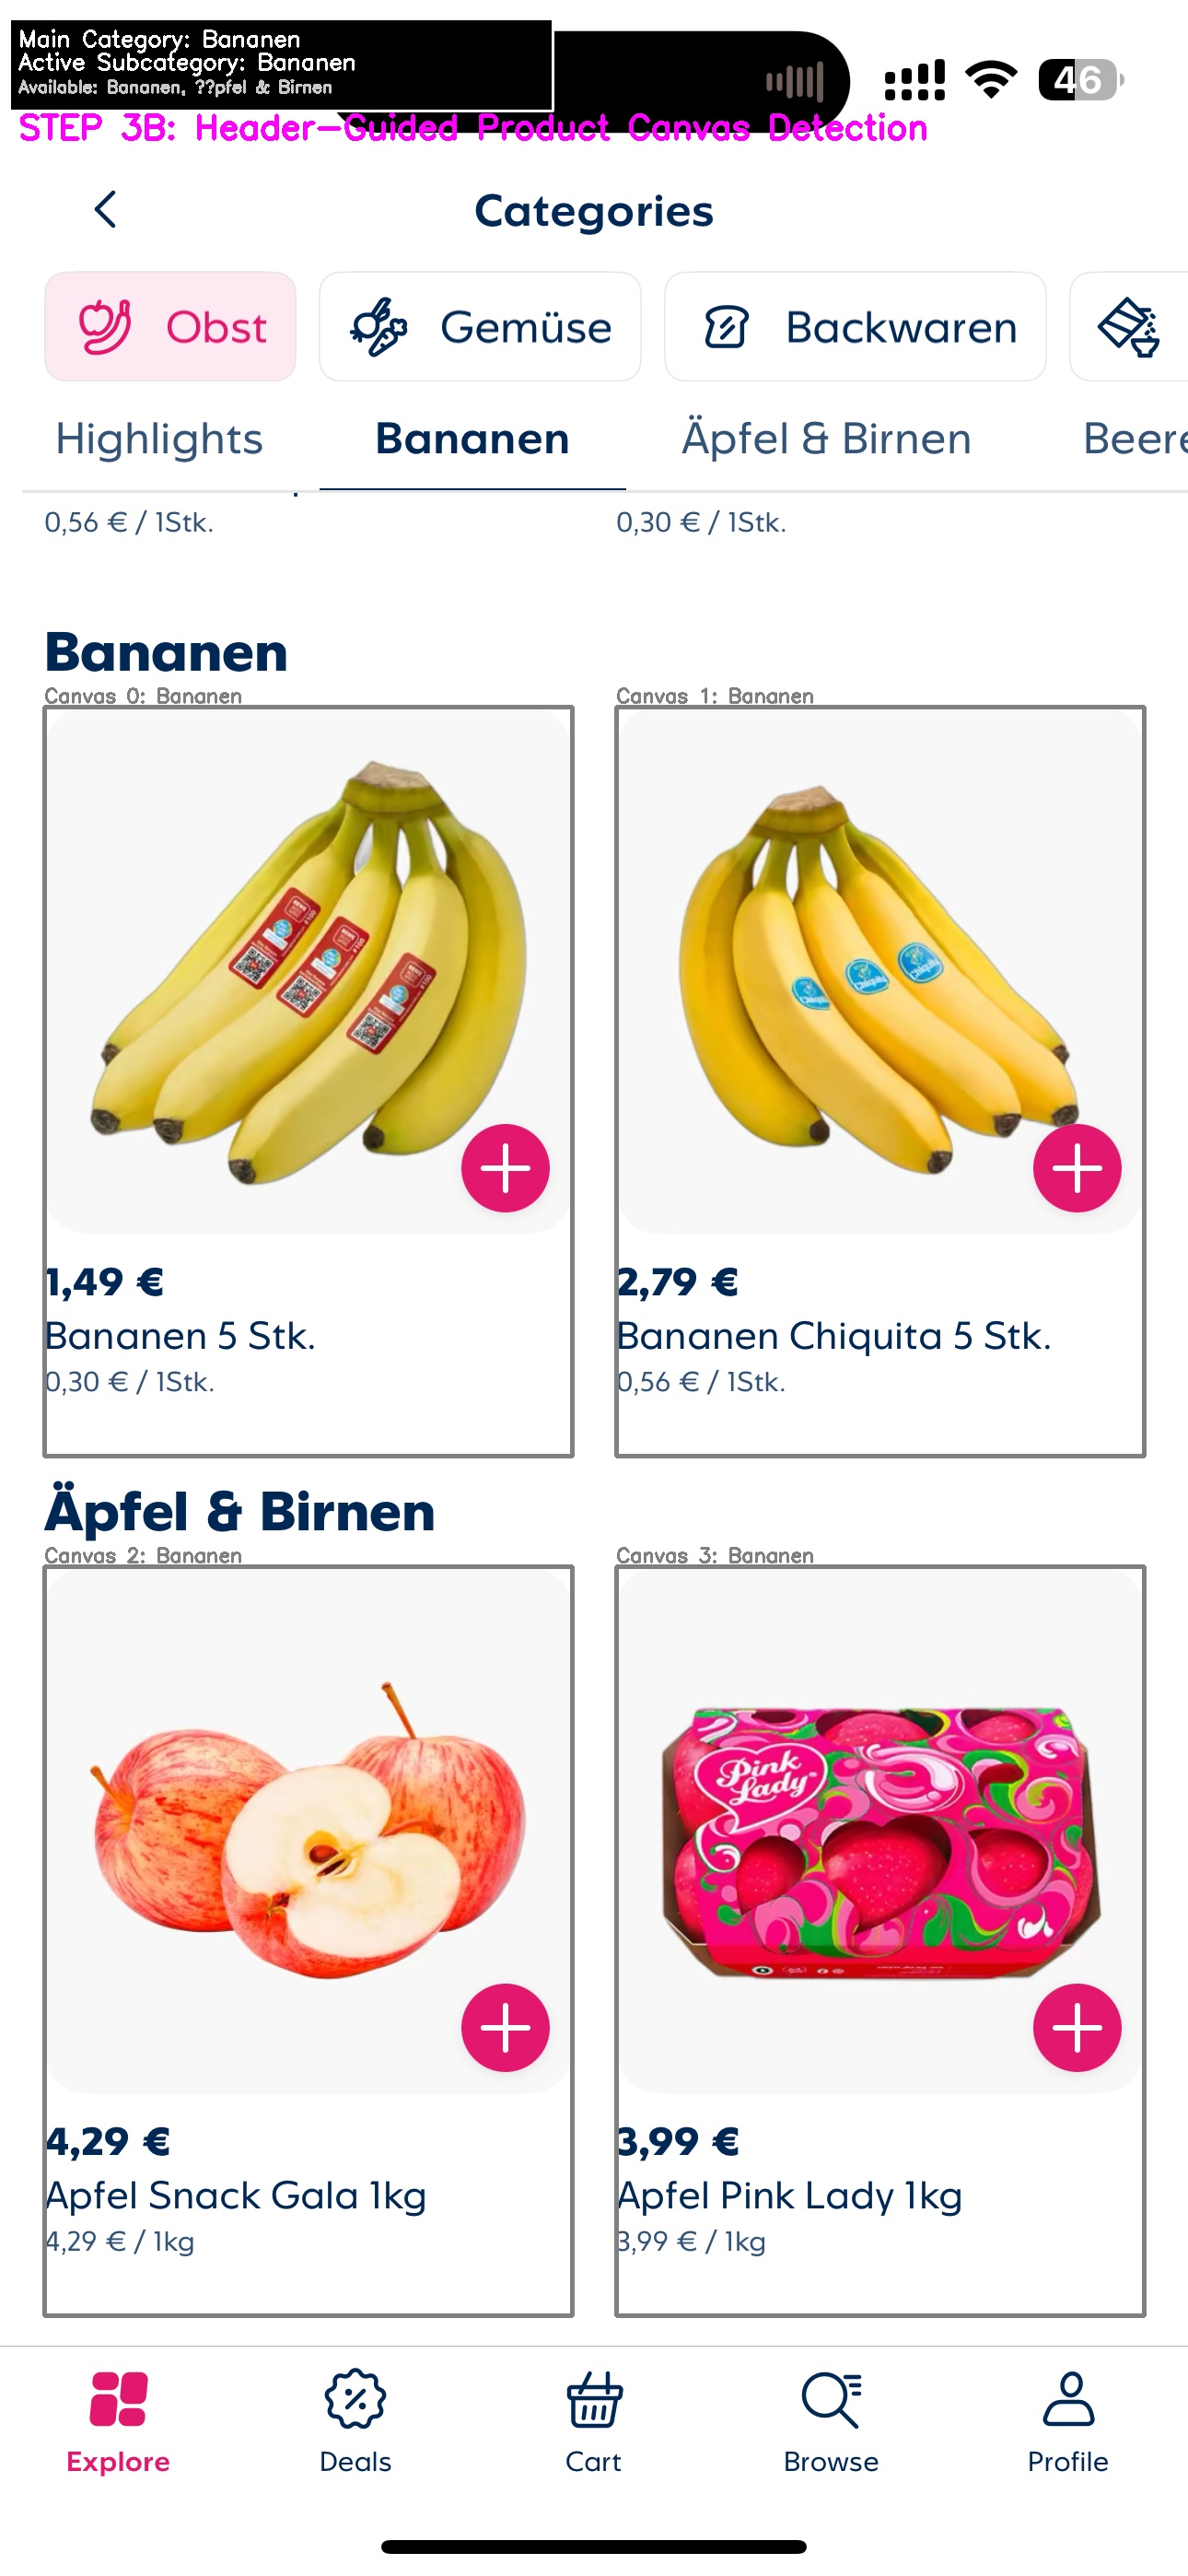 Main Category: Bananen
Active Subcategory: Bananen
Available: Bananen, ??pfel & Birnen
46
STEP 3B: Header-Guided Product Canvas Detection
Categories
Obst
Gemüse
Backwaren
Highlights
Bananen
Äpfel & Birnen
Beere
0,56 € / 1Stk.
0,30 € / 1Stk.
Bananen
Canvas 0: Bananen
Canvas 1: Bananen
Chiquita
Chiquita
Chiquita
1,49 €
2,79 €
Bananen 5 Stk.
Bananen Chiquita 5 Stk.
0,30 € / 1Stk.
0,56 € / 1Stk.
Äpfel & Birnen
Canvas 2: Bananen
Canvas 3: Bananen
Pink
Lady
4,29 €
3,99 €
Apfel Snack Gala 1kg
Apfel Pink Lady 1kg
4,29 € / 1kg
3,99 € / 1kg
Explore
Deals
Cart
Browse
Profile